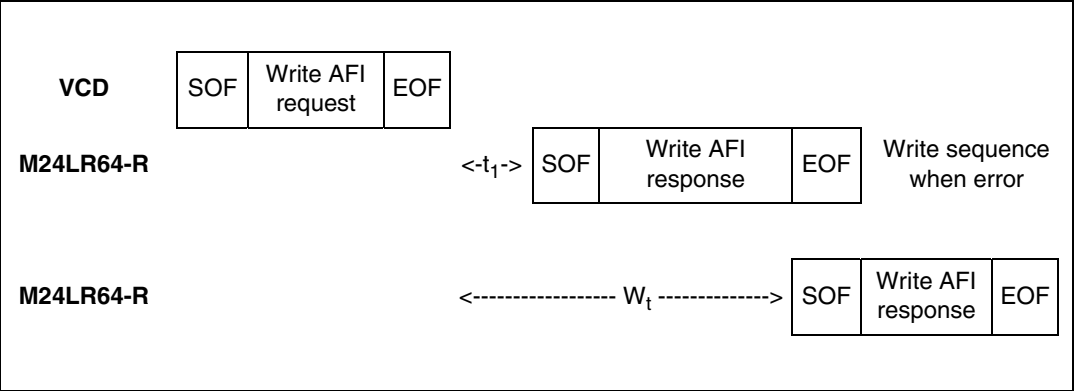 VCD SOF Write AFI request EOF
M24LR64-R <-t1-> SOF Write AFI response EOF Write sequence when error
M24LR64-R <------------------ Wt --------------> SOF Write AFI response EOF